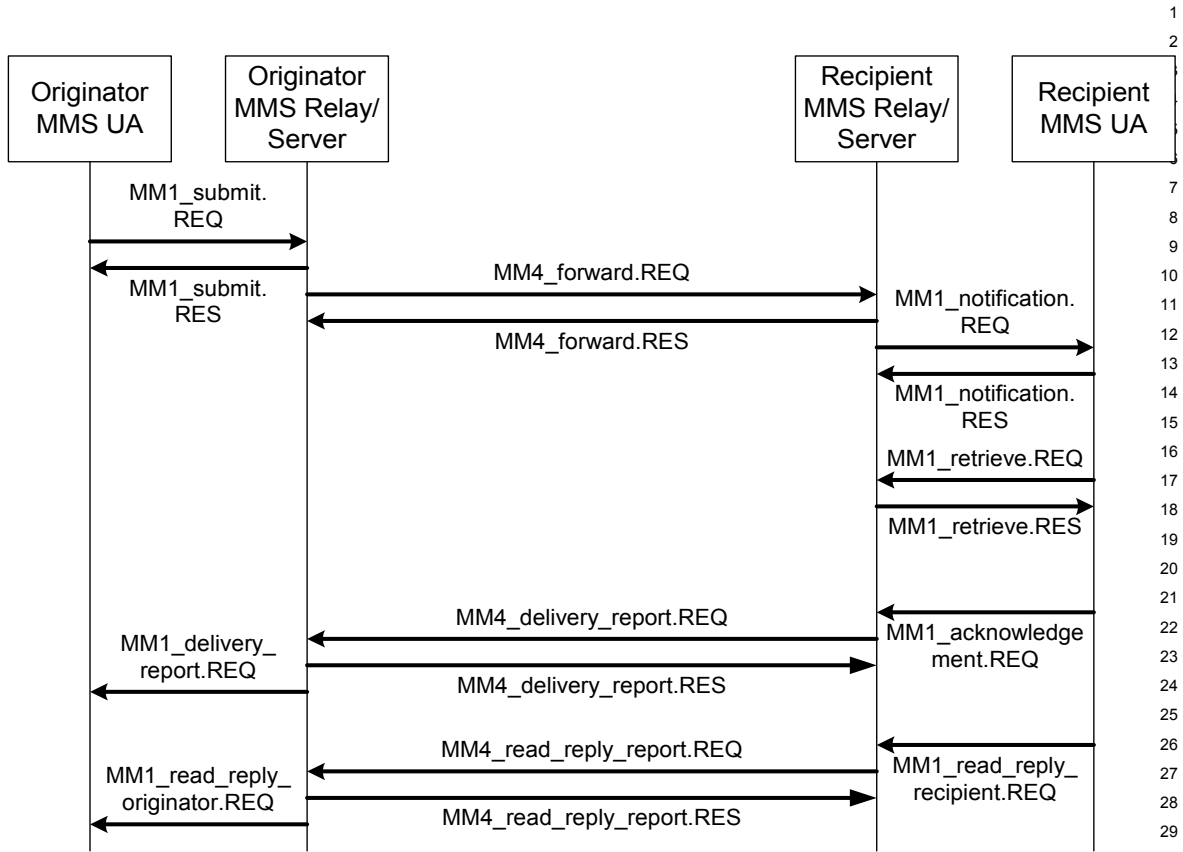 1
2
Originator
MMS UA
Originator
MMS Relay/
Server
Recipient
MMS Relay/
Server
Recipient
MMS UA
7
MM1_submit.
REQ
8
9
MM1_submit.
RES
MM4_forward.REQ
10
MM4_forward.RES
11
MM1_notification.
REQ
12
13
MM1_notification.
RES
14
15
16
MM1_retrieve.REQ
17
18
MM1_retrieve.RES
19
20
21
MM4_delivery_report.REQ
22
MM1_acknowledge
ment.REQ
23
MM1_delivery_
report.REQ
MM4_delivery_report.RES
24
25
26
MM4_read_reply_report.REQ
MM1_read_reply_
recipient.REQ
27
MM1_read_reply_
originator.REQ
28
MM4_read_reply_report.RES
29